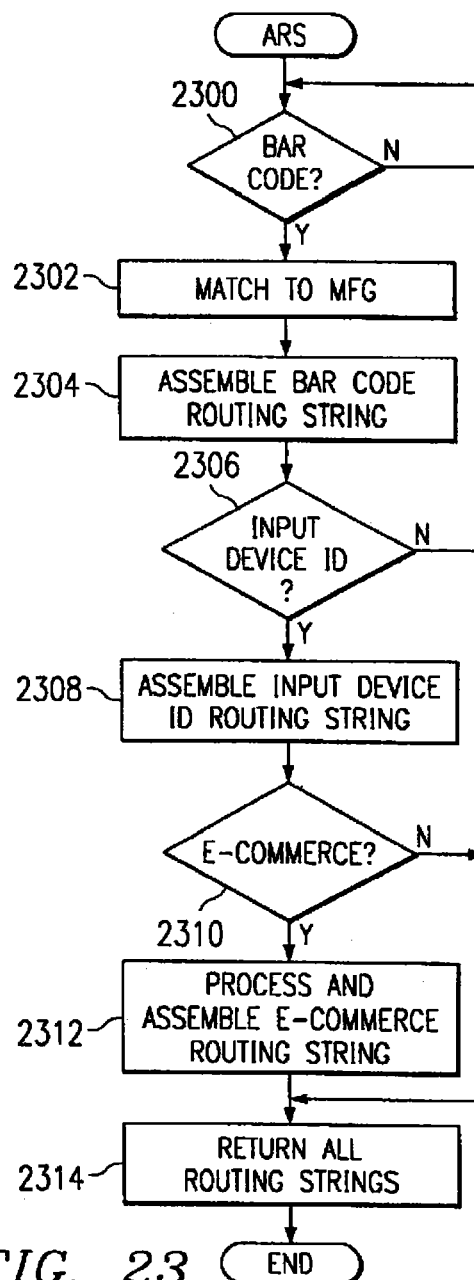 ARS
2300
BAR
CODE?
N
Y
2302
MATCH TO MFG
2304
ASSEMBLE BAR CODE
ROUTING STRING
2306
INPUT
DEVICE ID
?
N
Y
2308
ASSEMBLE INPUT DEVICE
ID ROUTING STRING
E-COMMERCE?
N
2310
Y
2312
PROCESS AND
ASSEMBLE E-COMMERCE
ROUTING STRING
2314
RETURN ALL
ROUTING STRINGS
FIG. 23
END